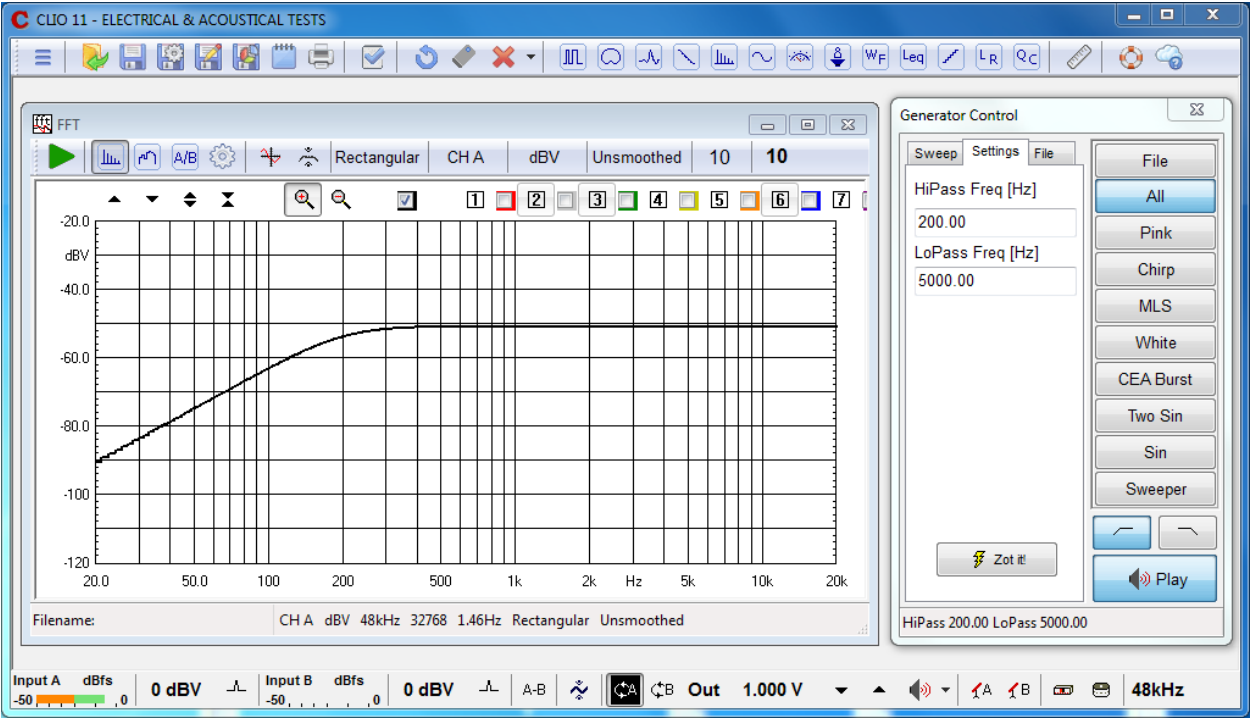 CLIO 11 - ELECTRICAL & ACOUSTICAL TESTS
WF Leq LR QC
FFT
A/B Rectangular CH A dBV Unsmoothed 10 10
1 2 3 4 5 6 7
-20.0
dBV
-40.0
-60.0
-80.0
-100
-120
20.0 50.0 100 200 500 1k 2k Hz 5k 10k 20k
Filename: CH A dBV 48kHz 32768 1.46Hz Rectangular Unsmoothed
Generator Control
Sweep Settings File
HiPass Freq [Hz]
200.00
LoPass Freq [Hz]
5000.00
Zot it!
File
All
Pink
Chirp
MLS
White
CEA Burst
Two Sin
Sin
Sweeper
Play
HiPass 200.00 LoPass 5000.00
Input A dBfs
-50 0
0 dBV
Input B dBfs
-50 0
0 dBV
A-B A B Out 1.000 V A B 48kHz